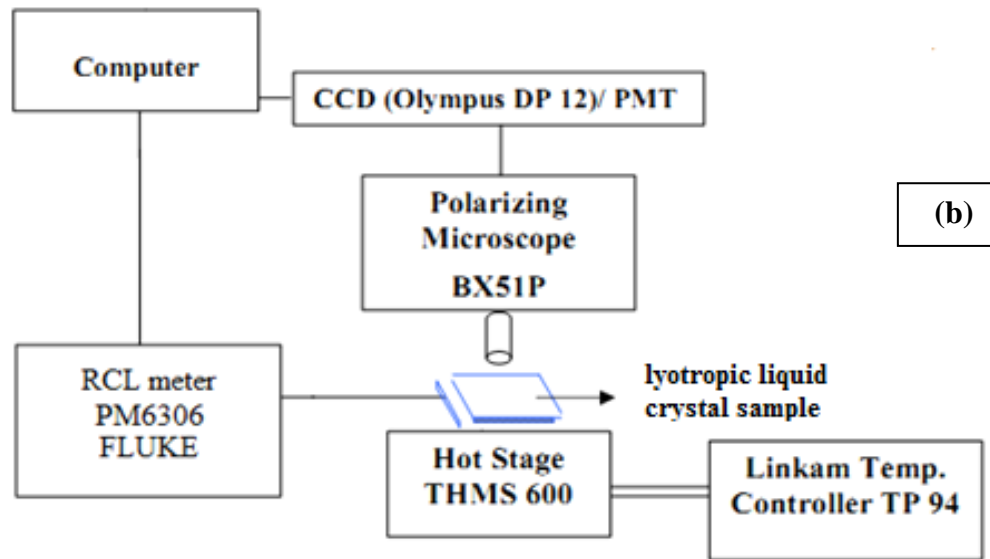 Computer
CCD (Olympus DP 12)/ PMT
Polarizing
Microscope
BX51P
(b)
RCL meter
PM6306
FLUKE
lyotropic liquid
crystal sample
Hot Stage
THMS 600
Linkam Temp.
Controller TP 94